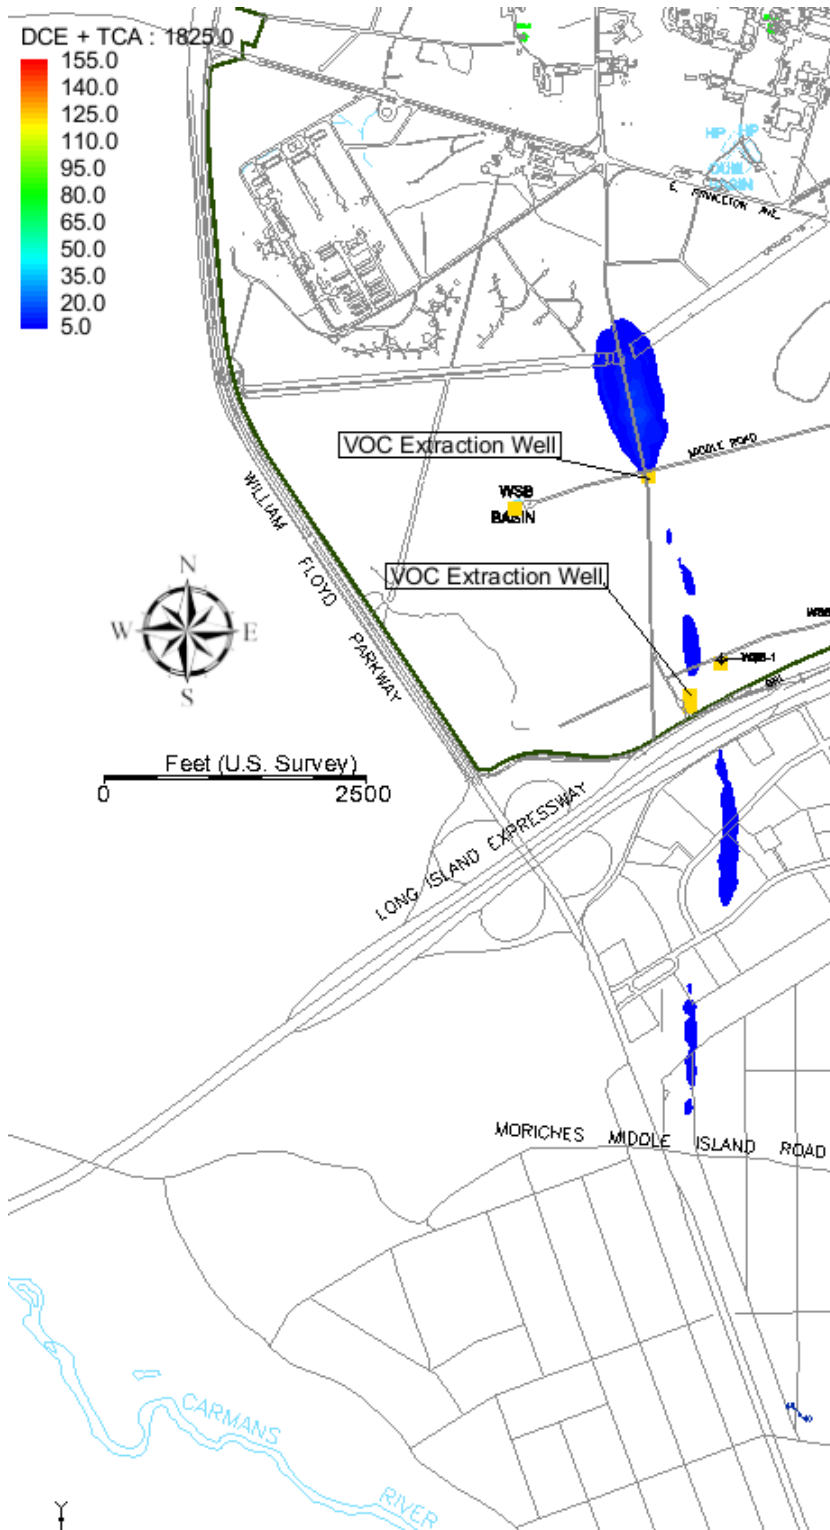 DCE + TCA : 1825.0
155.0
140.0
125.0
110.0
95.0
80.0
65.0
50.0
35.0
20.0
5.0
HP HP
BASIN
E. PRINCETON AVE.
VOC Extraction Well
MIDDLE ROAD
WSB
BASIN
WILLIAM FLOYD PARKWAY
VOC Extraction Well
N
W E
S
Feet (U.S. Survey)
0 2500
LONG ISLAND EXPRESSWAY
MORICHES MIDDLE ISLAND ROAD
CARMANS RIVER
Y